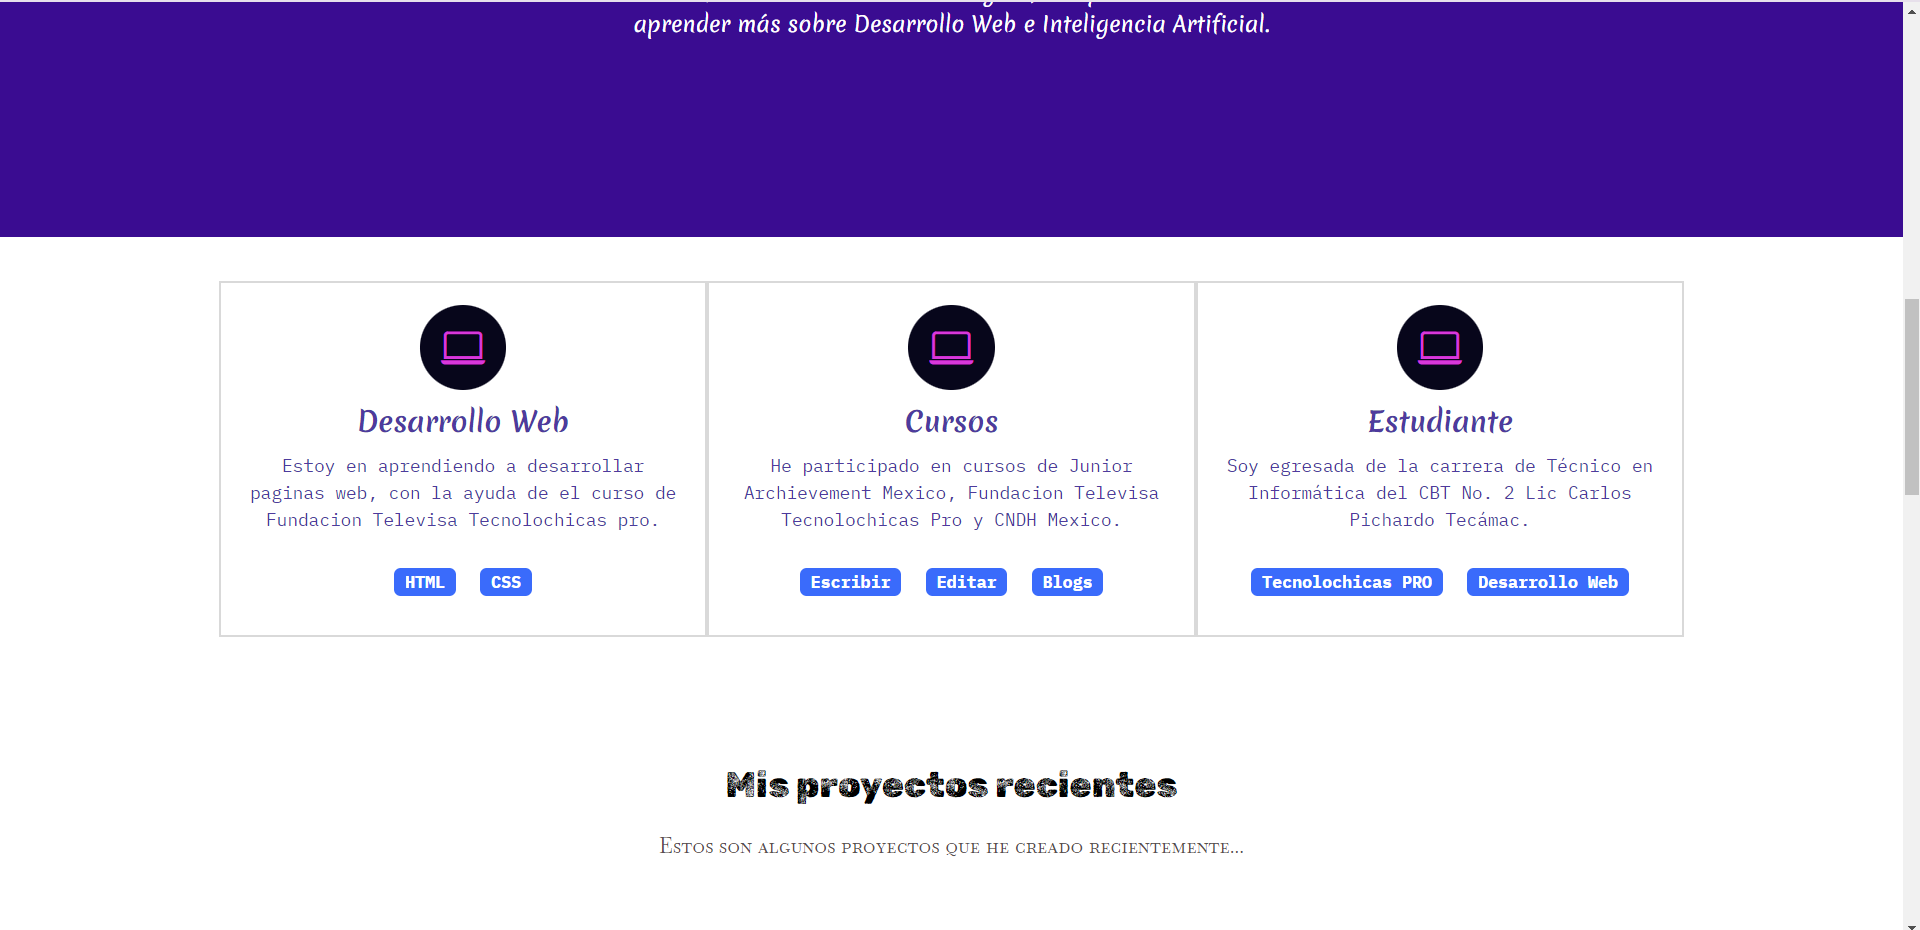 aprender más sobre Desarrollo Web e Inteligencia Artificial.
Desarrollo Web
Estoy en aprendiendo a desarrollar
paginas web, con la ayuda de el curso de
Fundacion Televisa Tecnolochicas pro.
HTML CSS
Cursos
He participado en cursos de Junior
Archievement Mexico, Fundacion Televisa
Tecnolochicas Pro y CNDH Mexico.
Escribir Editar Blogs
Estudiante
Soy egresada de la carrera de Técnico en
Informática del CBT No. 2 Lic Carlos
Pichardo Tecámac.
Tecnolochicas PRO Desarrollo Web
Mis proyectos recientes
Estos son algunos proyectos que he creado recientemente...